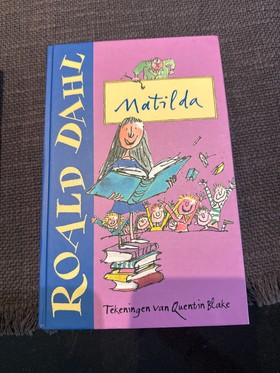 ROALD DAHL
Matilda
Tekeningen van Quentin Blake